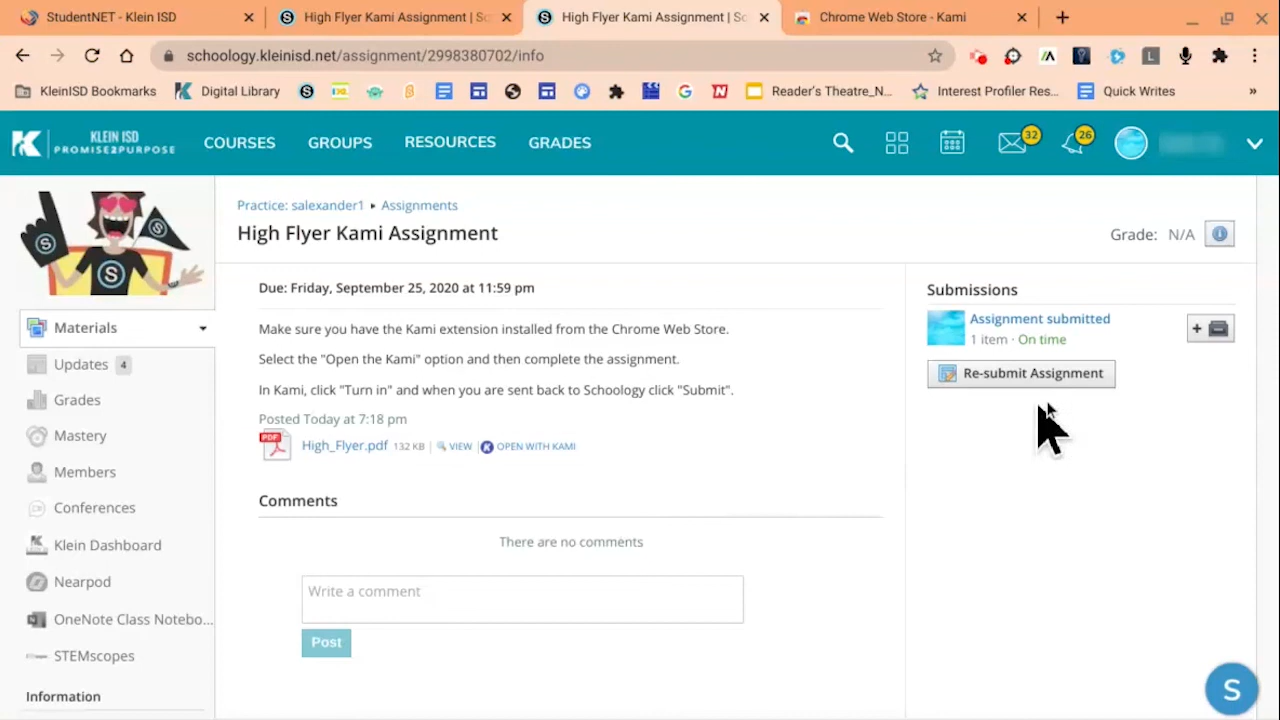 StudentNET - Klein ISD
High Flyer Kami Assignment | Sc
High Flyer Kami Assignment | Sc
Chrome Web Store - Kami
schoology.kleinisd.net/assignment/2998380702/info
KleinISD Bookmarks
Digital Library
Reader's Theatre_N...
Interest Profiler Res...
Quick Writes
»
KLEIN ISD
PROMISE2PURPOSE
COURSES
GROUPS
RESOURCES
GRADES
32
26
Practice: salexander1 ▸ Assignments
High Flyer Kami Assignment
Grade: N/A
Materials
Updates 4
Grades
Mastery
Members
Conferences
Klein Dashboard
Nearpod
OneNote Class Notebo...
STEMscopes
Information
Due: Friday, September 25, 2020 at 11:59 pm
Make sure you have the Kami extension installed from the Chrome Web Store.
Select the "Open the Kami" option and then complete the assignment.
In Kami, click "Turn in" and when you are sent back to Schoology click "Submit".
Posted Today at 7:18 pm
PDF High_Flyer.pdf 132 KB | VIEW | OPEN WITH KAMI
Comments
There are no comments
Write a comment
Post
Submissions
Assignment submitted
1 item · On time
Re-submit Assignment
S